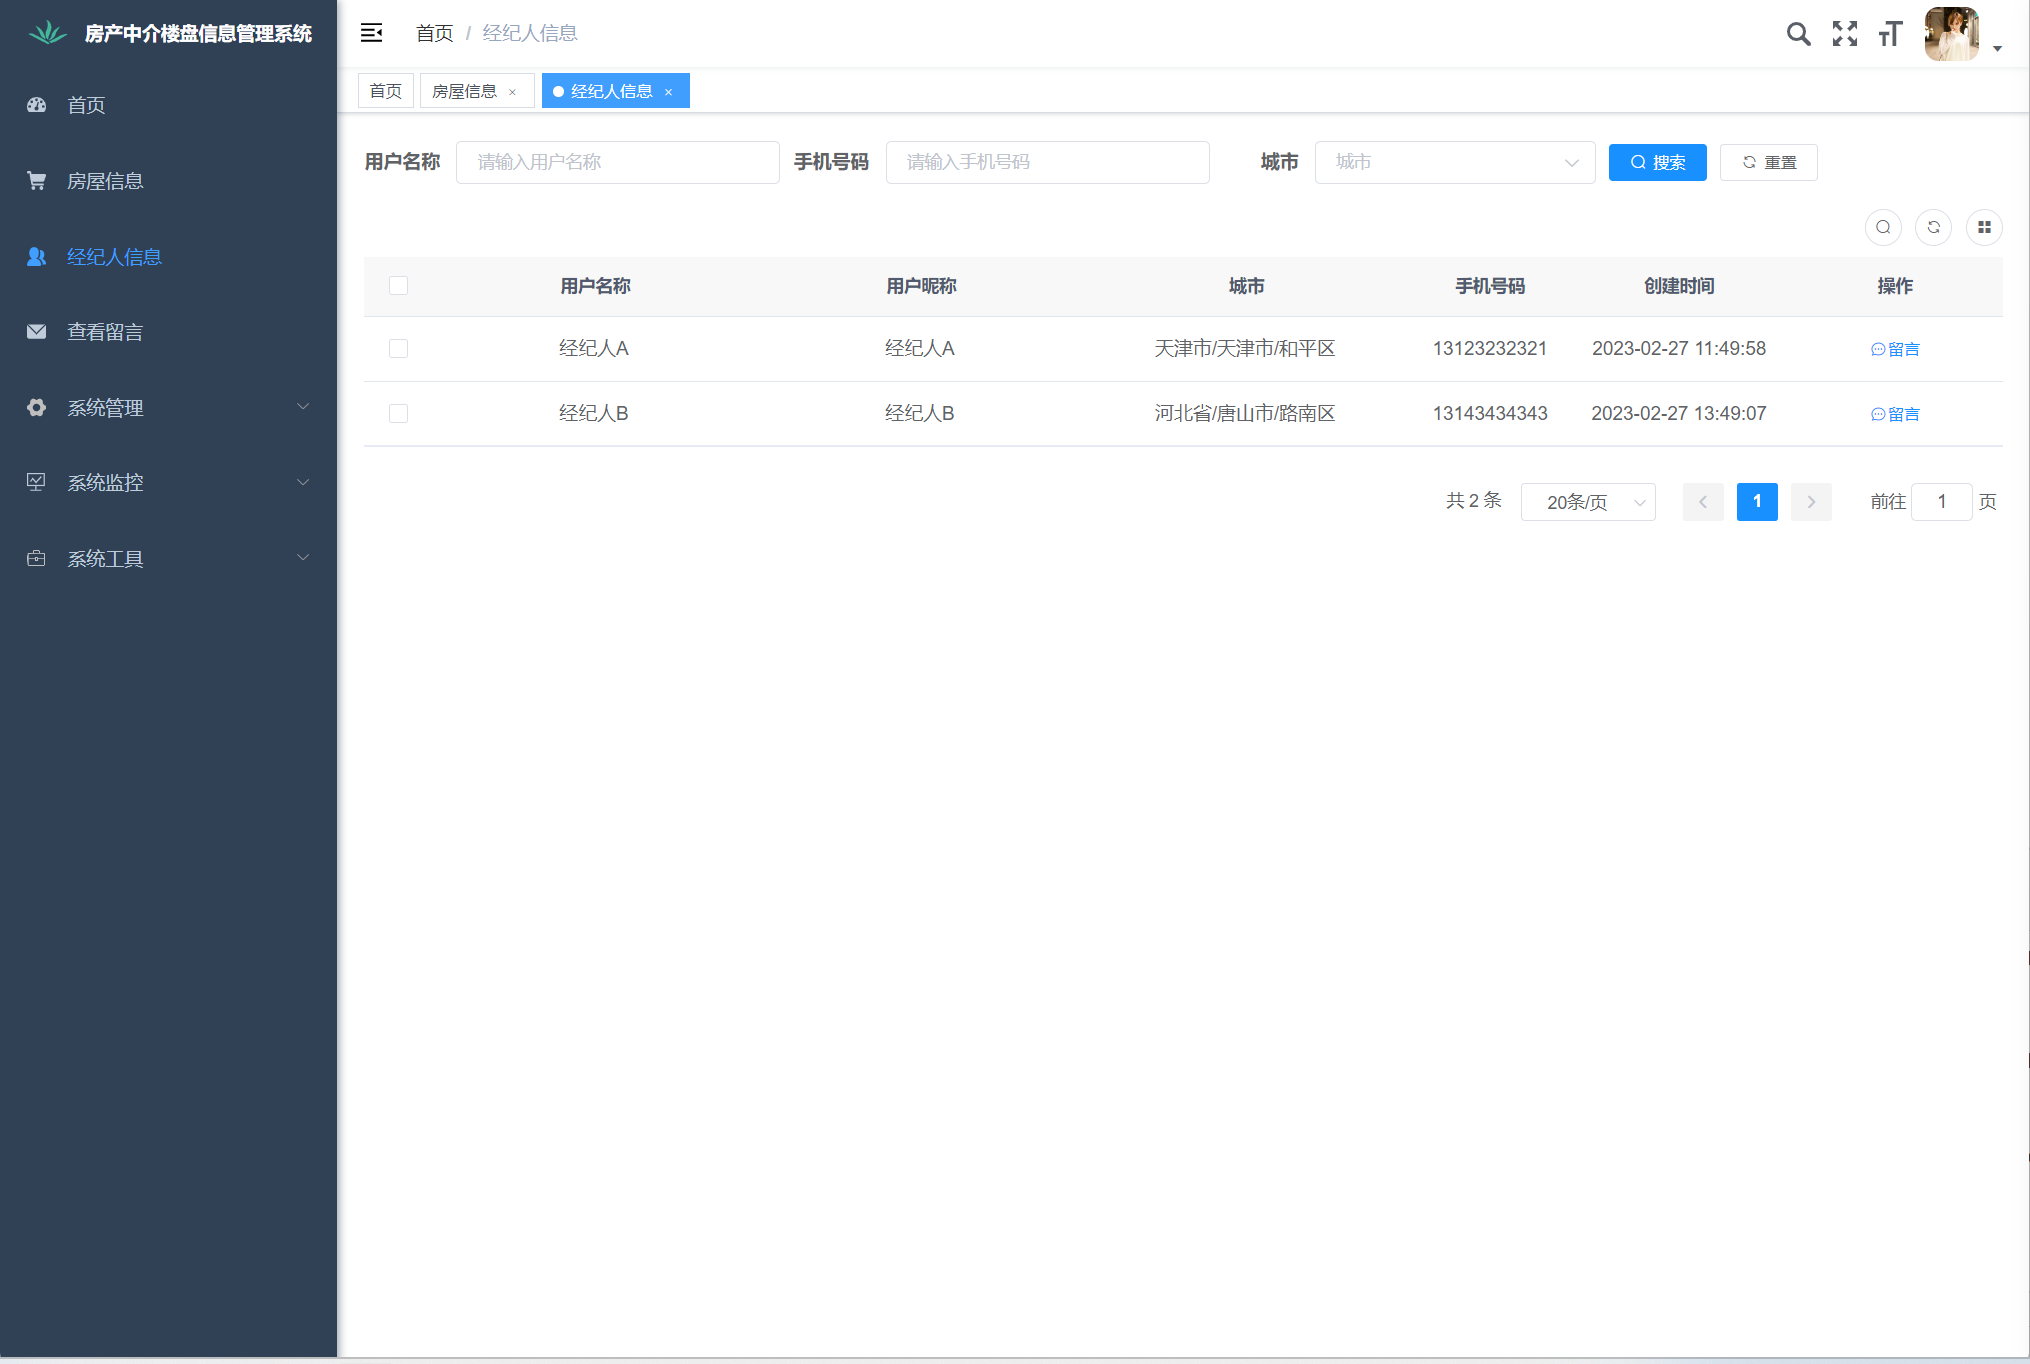 房产中介楼盘信息管理系统
首页
房屋信息
经纪人信息
查看留言
系统管理
系统监控
系统工具
首页 / 经纪人信息
首页 房屋信息 × 经纪人信息 ×
用户名称 请输入用户名称 手机号码 请输入手机号码 城市 城市 搜索 重置
用户名称 用户昵称 城市 手机号码 创建时间 操作
经纪人A 经纪人A 天津市/天津市/和平区 13123232321 2023-02-27 11:49:58 留言
经纪人B 经纪人B 河北省/唐山市/路南区 13143434343 2023-02-27 13:49:07 留言
共 2 条 20条/页 1 前往 1 页